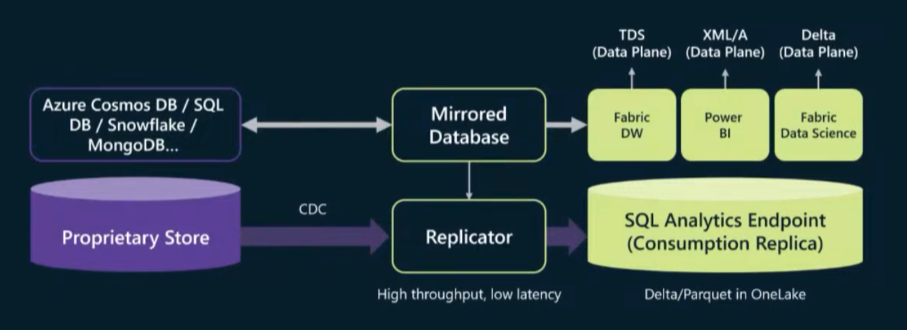 TDS
(Data Plane)
XML/A
(Data Plane)
Delta
(Data Plane)
Azure Cosmos DB / SQL
DB / Snowflake /
MongoDB...
Mirrored
Database
Fabric
DW
Power
BI
Fabric
Data Science
Proprietary Store
CDC
Replicator
SQL Analytics Endpoint
(Consumption Replica)
High throughput, low latency
Delta/Parquet in OneLake